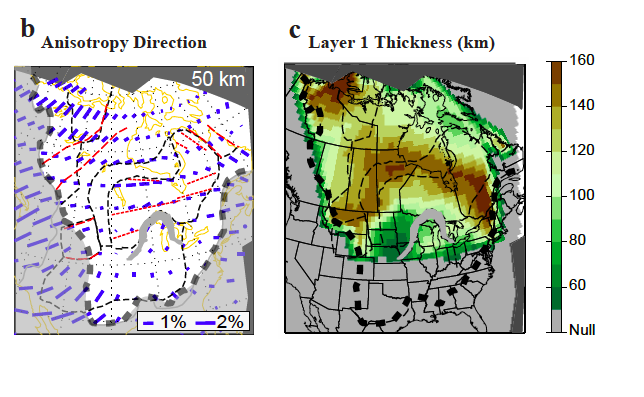 b Anisotropy Direction
50 km
1% 2%
c Layer 1 Thickness (km)
160
140
120
100
80
60
Null